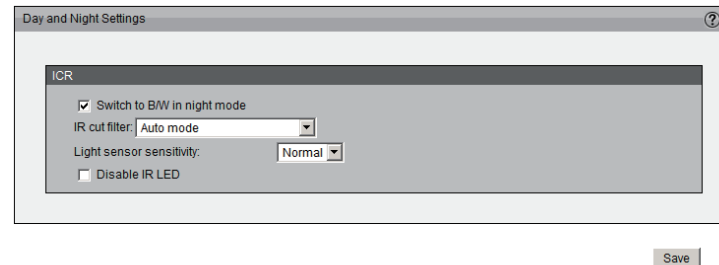 Day and Night Settings
ICR
Switch to B/W in night mode
IR cut filter: Auto mode
Light sensor sensitivity: Normal
Disable IR LED
Save